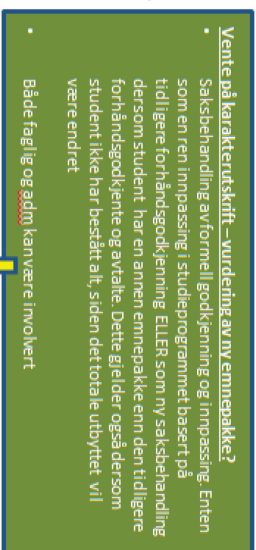 Vente på karakterutskrift – vurdering av ny emnepakke?
• Saksbehandling av formell godkjenning og innpassing. Enten
som en ren innpassing i studieprogrammet basert på
tidligere forhåndsgodkjenning ELLER som ny saksbehandling
dersom student har en annen emnepakke enn den tidligere
forhåndsgodkjente og avtalte. Dette gjelder også dersom
student ikke har bestått alt, siden det totale utbyttet vil
være endret
• Både faglig og adm kan være involvert